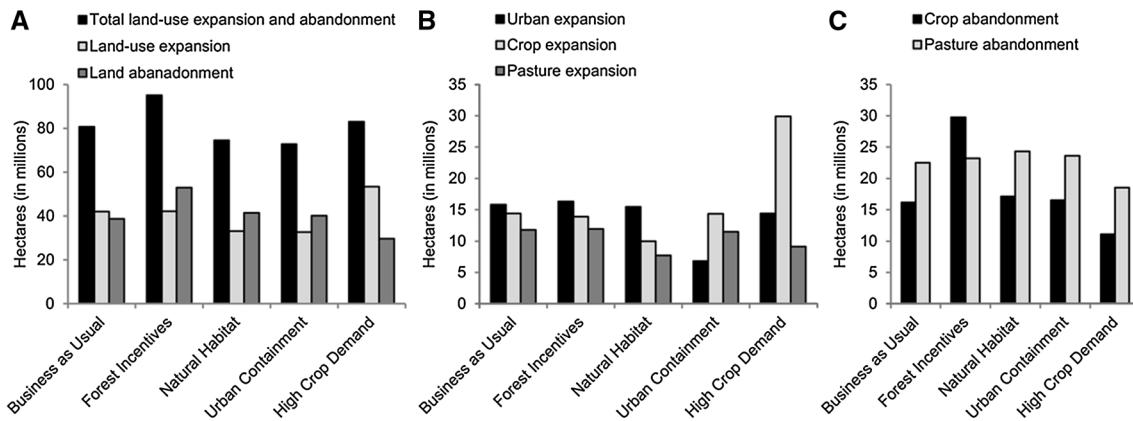 A
Total land-use expansion and abandonment
Land-use expansion
Land abanadonment
Hectares (in millions)
100
80
60
40
20
0
Business as Usual
Forest Incentives
Natural Habitat
Urban Containment
High Crop Demand
B
Urban expansion
Crop expansion
Pasture expansion
Hectares (in millions)
35
30
25
20
15
10
5
0
Business as Usual
Forest Incentives
Natural Habitat
Urban Containment
High Crop Demand
C
Crop abandonment
Pasture abandonment
Hectares (in millions)
35
30
25
20
15
10
5
0
Business as Usual
Forest Incentives
Natural Habitat
Urban Containment
High Crop Demand